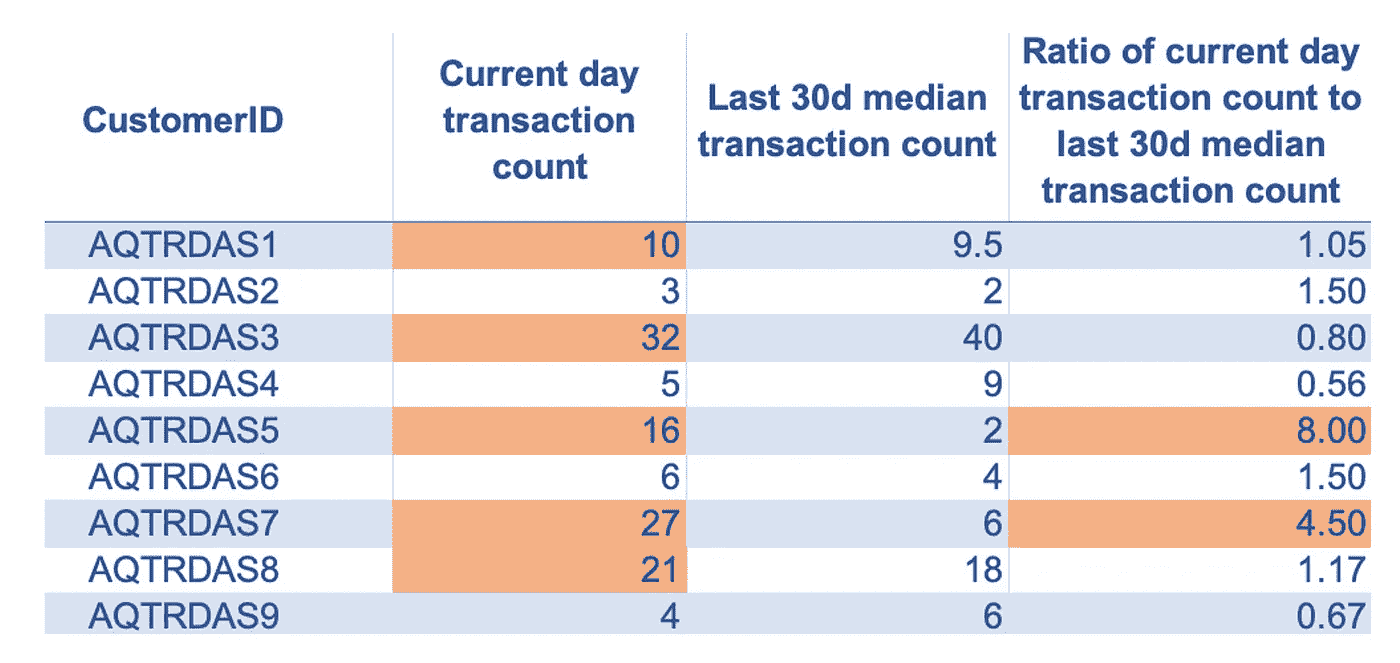 CustomerID
Current day
transaction
count
Last 30d median
transaction count
Ratio of current day
transaction count to
last 30d median
transaction count
AQTRDAS1 10 9.5 1.05
AQTRDAS2 3 2 1.50
AQTRDAS3 32 40 0.80
AQTRDAS4 5 9 0.56
AQTRDAS5 16 2 8.00
AQTRDAS6 6 4 1.50
AQTRDAS7 27 6 4.50
AQTRDAS8 21 18 1.17
AQTRDAS9 4 6 0.67